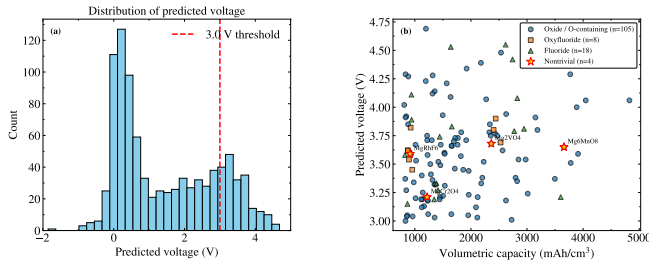 Distribution of predicted voltage
(a)
3.0 V threshold
Count
120
100
80
60
40
20
0
−2
0
2
4
Predicted voltage (V)
(b)
Oxide / O-containing (n=105)
Oxyfluoride (n=8)
Fluoride (n=18)
Nontrivial (n=4)
Predicted voltage (V)
4.75
4.50
4.25
4.00
3.75
3.50
3.25
3.00
MgRhF6
Mg6MnO8
1000
2000
3000
4000
5000
Volumetric capacity (mAh/cm³)